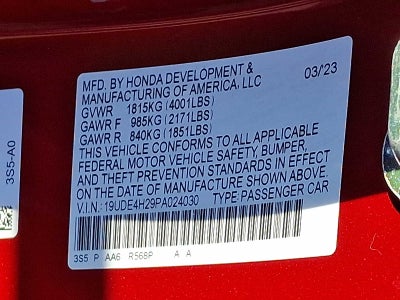 MFD. BY HONDA DEVELOPMENT &
MANUFACTURING OF AMERICA, LLC
03/'23
GVWR 1815KG(4001LBS)
GAWR F 985KG(2171LBS)
GAWR R 840KG(1851LBS)
THIS VEHICLE CONFORMS TO ALL APPLICABLE
FEDERAL MOTOR VEHICLE SAFETY, BUMPER,
AND THEFT PREVENTION STANDARDS IN EFFECT
ON THE DATE OF MANUFACTURE SHOWN ABOVE.
V.I.N.: 19UDE4H29PA024030 TYPE: PASSENGER CAR
3S5 P AA6 R568P A A
3S5-A0